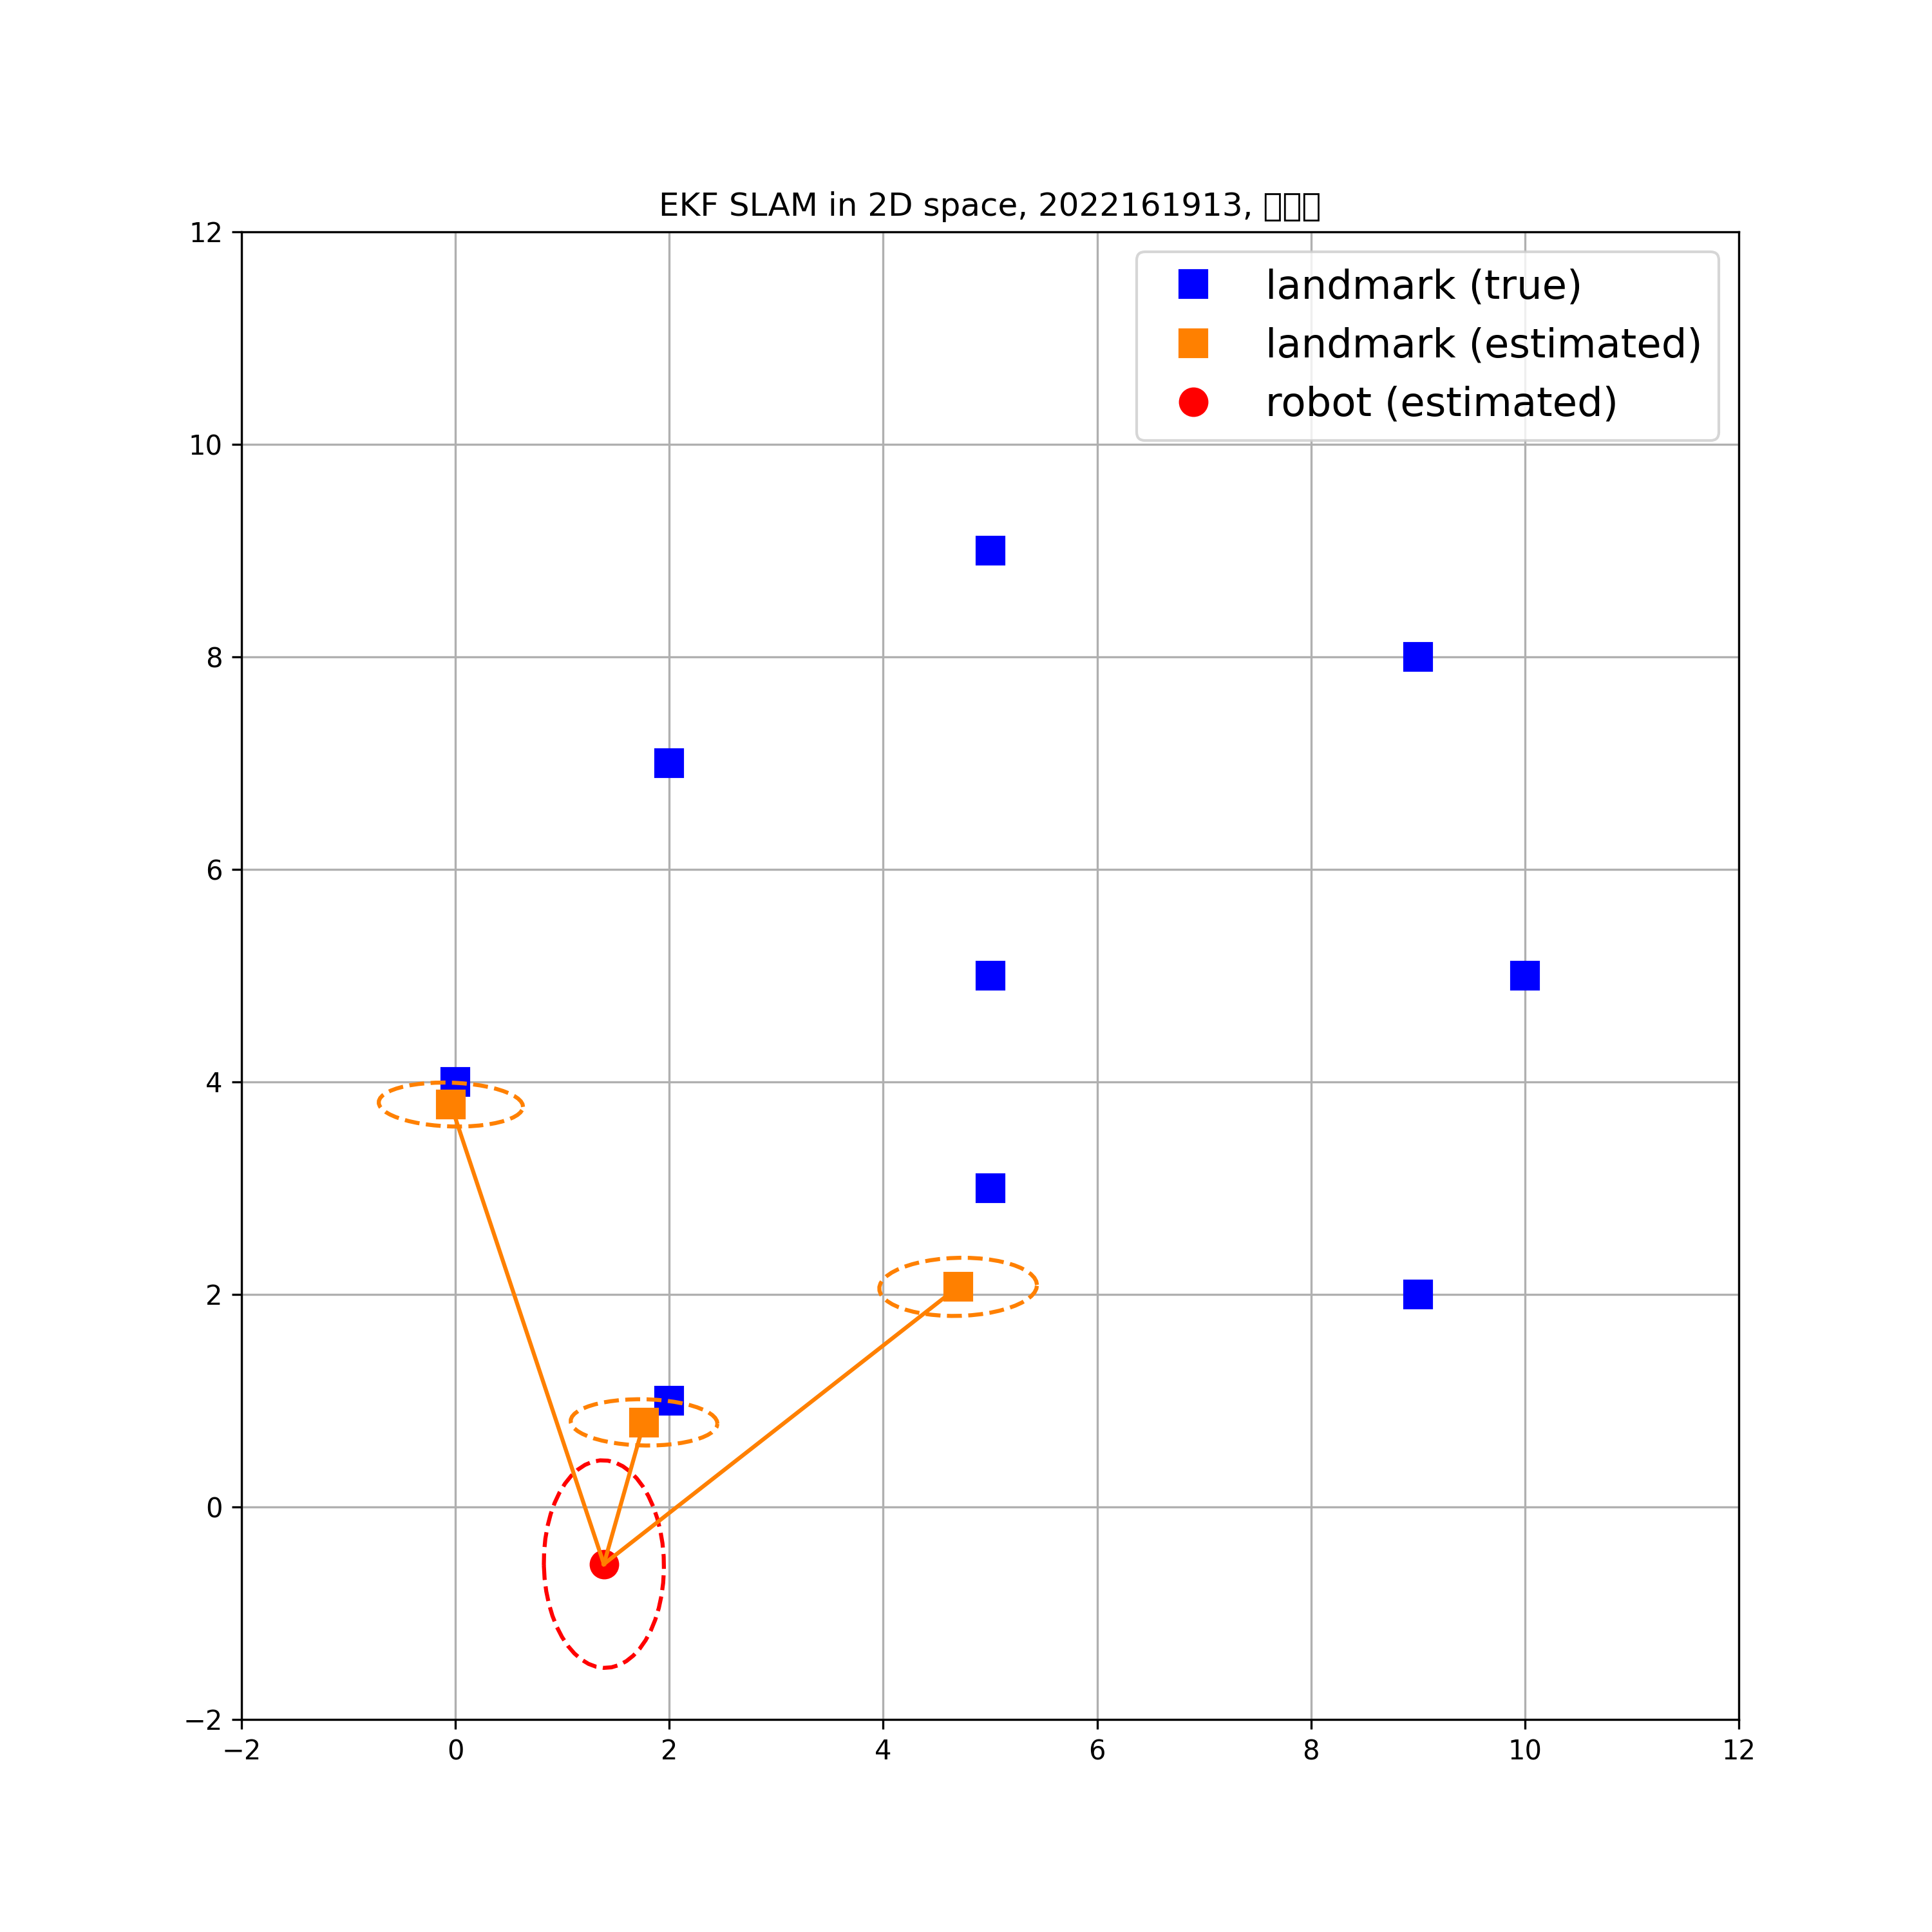 EKF SLAM in 2D space, 2022161913,
12
landmark (true)
landmark (estimated)
robot (estimated)
10
8
6
4
2
0
−2
−2 0 2 4 6 8 10 12